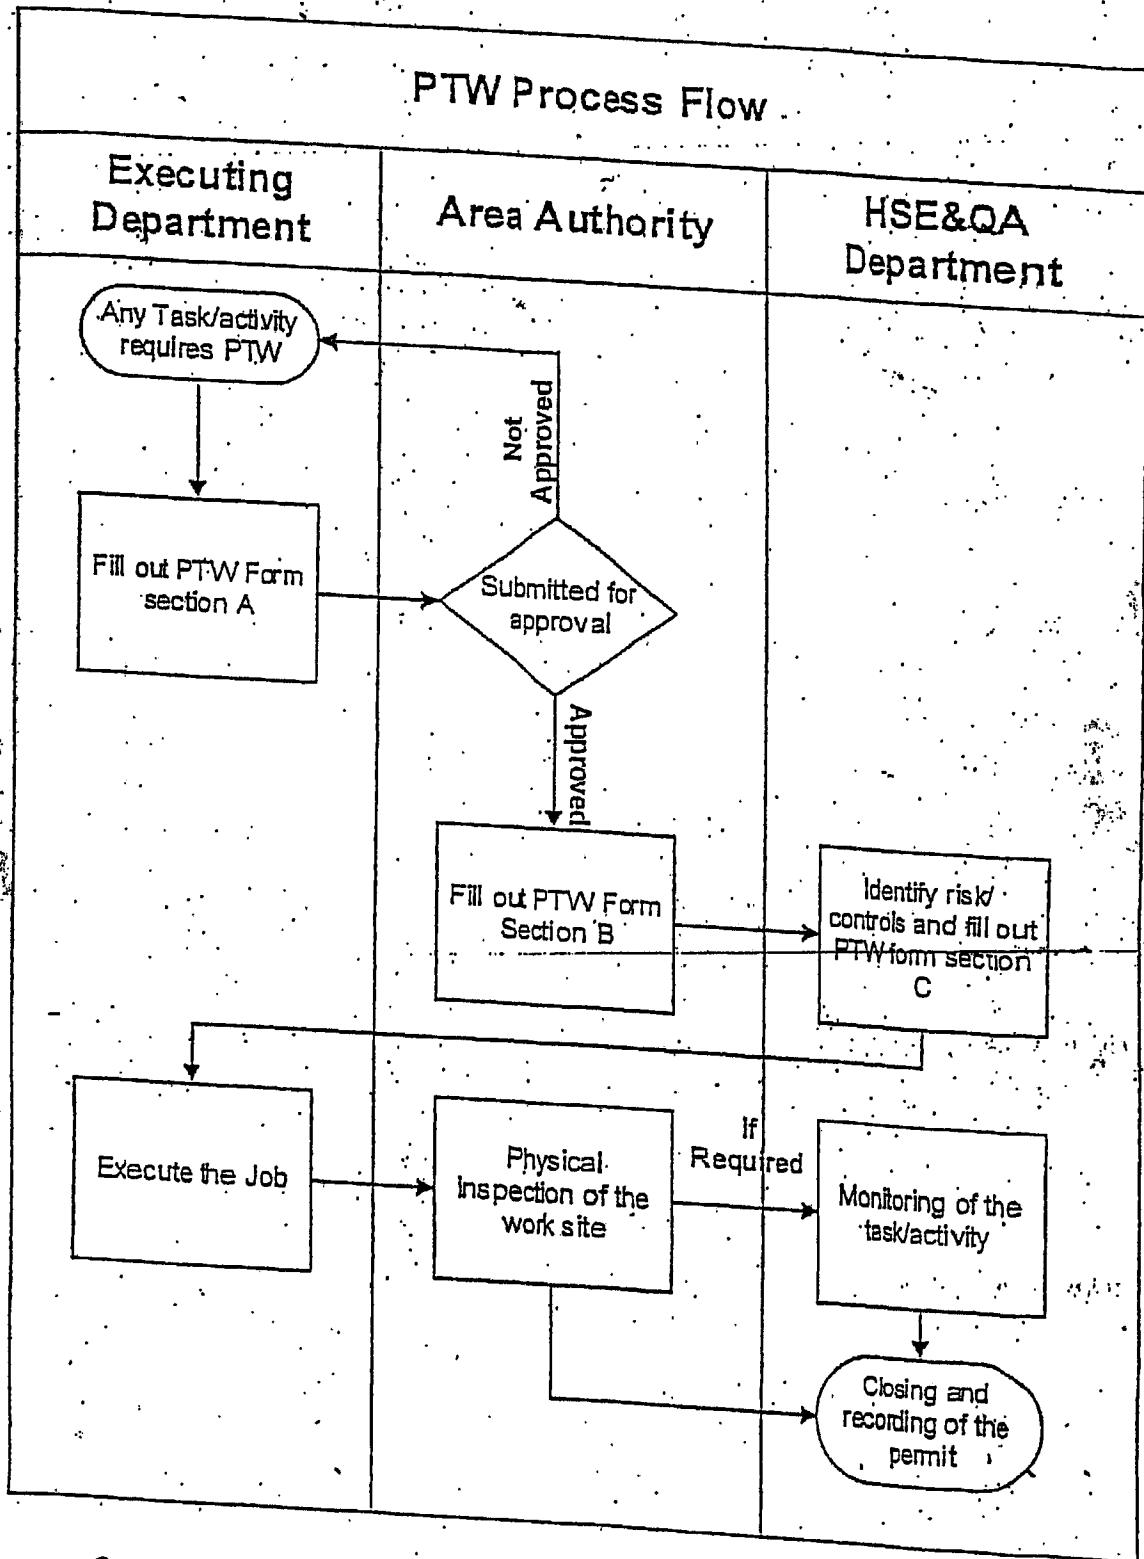 PTW Process Flow
Executing
Department
Area Authority
HSE&QA
Department
Any Task/activity
requires PTW
Not
Approved
Fill out PTW Form
section A
Submitted for
approval
Approved
Fill out PTW Form
Section B
Identify risk/
controls and fill out
PTW form section
C
Execute the Job
Physical
inspection of the
work site
If
Required
Monitoring of the
task/activity
Closing and
recording of the
permit